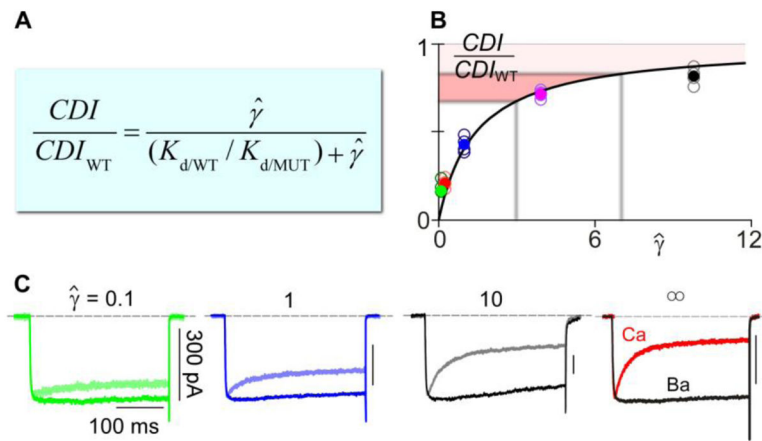 A
CDI / CDI_WT = γ̂ / ((K_d/WT / K_d/MUT) + γ̂)
B
1
CDI
CDI_WT
0
0
6
γ̂
12
C
γ̂ = 0.1
1
10
∞
300 pA
100 ms
Ca
Ba